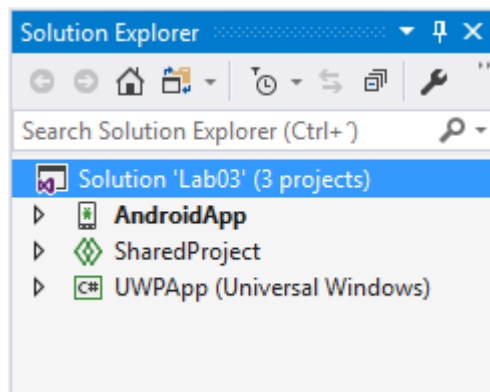 Solution Explorer
Search Solution Explorer (Ctrl+´)
Solution 'Lab03' (3 projects)
AndroidApp
SharedProject
C# UWPApp (Universal Windows)